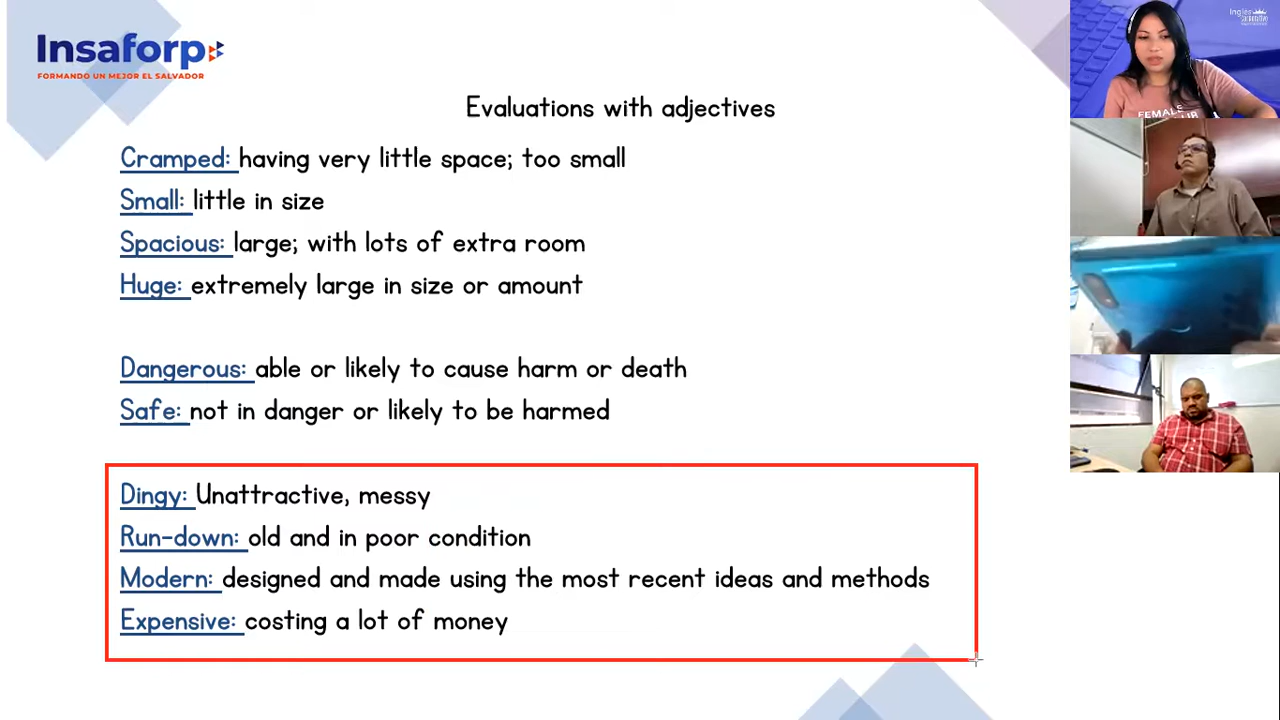 Insaforp
FORMANDO UN MEJOR EL SALVADOR
Evaluations with adjectives
Cramped: having very little space; too small
Small: little in size
Spacious: large; with lots of extra room
Huge: extremely large in size or amount
Dangerous: able or likely to cause harm or death
Safe: not in danger or likely to be harmed
Dingy: Unattractive, messy
Run-down: old and in poor condition
Modern: designed and made using the most recent ideas and methods
Expensive: costing a lot of money
FEMALE